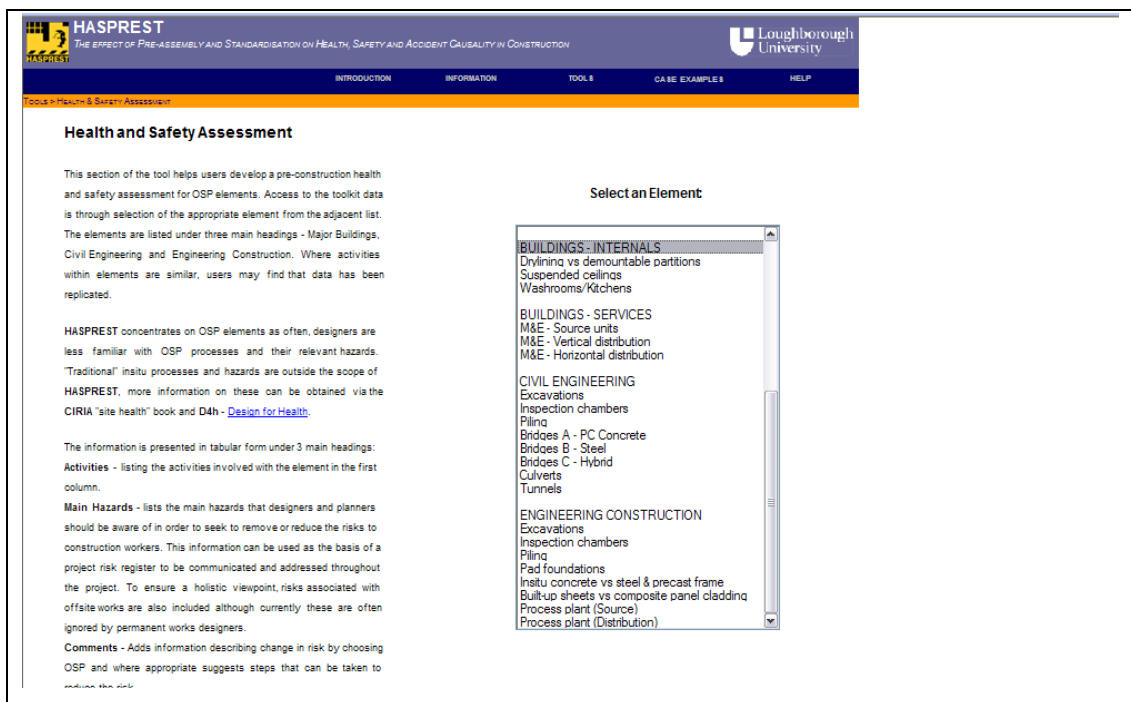 HASPREST
THE EFFECT OF PRE-ASSEMBLY AND STANDARDISATION ON HEALTH, SAFETY AND ACCIDENT CAUSALITY IN CONSTRUCTION
HASPREST
Loughborough
University
INTRODUCTION INFORMATION TOOLS CASE EXAMPLES HELP
TOOLS > HEALTH & SAFETY ASSESSMENT
Health and Safety Assessment
This section of the tool helps users develop a pre-construction health
and safety assessment for OSP elements. Access to the toolkit data
is through selection of the appropriate element from the adjacent list.
The elements are listed under three main headings - Major Buildings,
Civil Engineering and Engineering Construction. Where activities
within elements are similar, users may find that data has been
replicated.
HASPREST concentrates on OSP elements as often, designers are
less familiar with OSP processes and their relevant hazards.
"Traditional" insitu processes and hazards are outside the scope of
HASPREST, more information on these can be obtained via the
CIRIA "site health" book and D4h - Design for Health.
The information is presented in tabular form under 3 main headings:
Activities - listing the activities involved with the element in the first
column.
Main Hazards - lists the main hazards that designers and planners
should be aware of in order to seek to remove or reduce the risks to
construction workers. This information can be used as the basis of a
project risk register to be communicated and addressed throughout
the project. To ensure a holistic viewpoint, risks associated with
offsite works are also included although currently these are often
ignored by permanent works designers.
Comments - Adds information describing change in risk by choosing
OSP and where appropriate suggests steps that can be taken to
reduce the risk
Select an Element:
BUILDINGS - INTERNALS
Drylining vs demountable partitions
Suspended ceilings
Washrooms/Kitchens
BUILDINGS - SERVICES
M&E - Source units
M&E - Vertical distribution
M&E - Horizontal distribution
CIVIL ENGINEERING
Excavations
Inspection chambers
Piling
Bridges A - PC Concrete
Bridges B - Steel
Bridges C - Hybrid
Culverts
Tunnels
ENGINEERING CONSTRUCTION
Excavations
Inspection chambers
Piling
Pad foundations
Insitu concrete vs steel & precast frame
Built-up sheets vs composite panel cladding
Process plant (Source)
Process plant (Distribution)